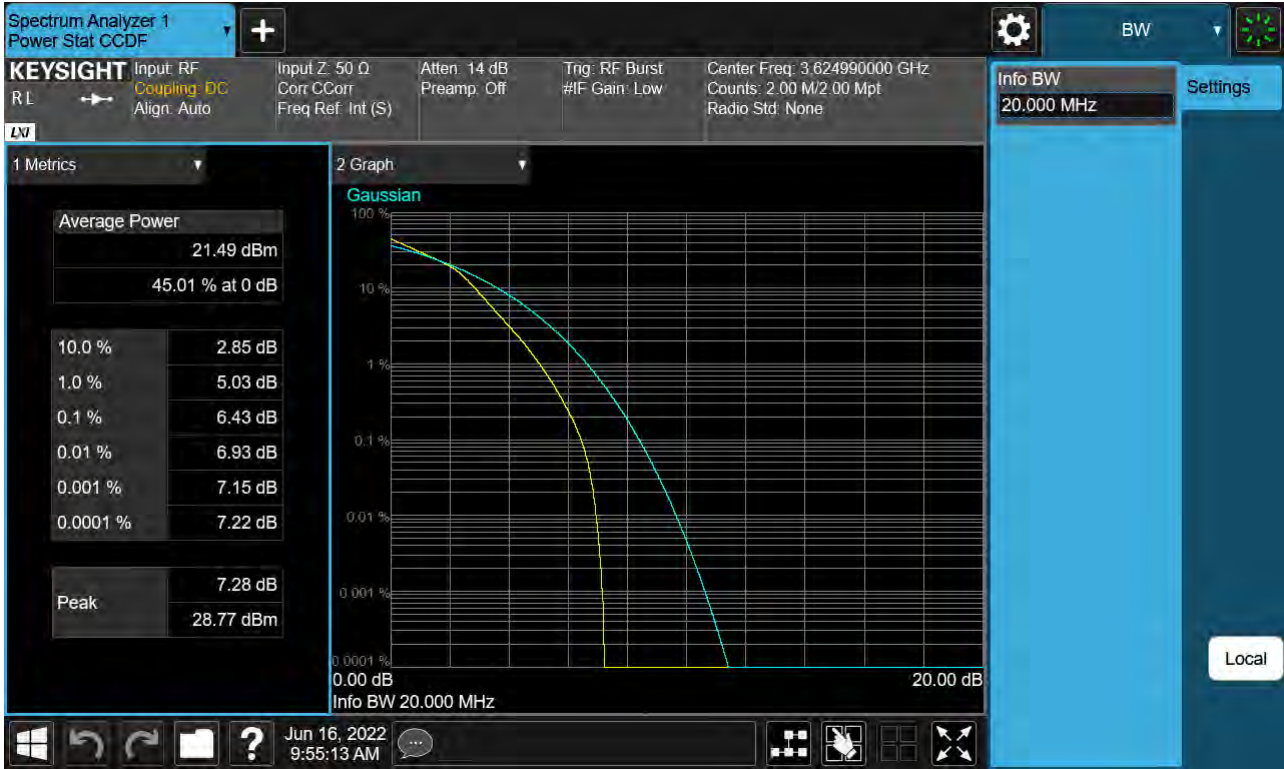 Spectrum Analyzer 1
Power Stat CCDF
+
BW
KEYSIGHT
R L
LXI
Input: RF
Coupling: DC
Align: Auto
Input Z: 50 Ω
Corr CCorr
Freq Ref: Int (S)
Atten: 14 dB
Preamp: Off
Trig: RF Burst
#IF Gain: Low
Center Freq: 3.624990000 GHz
Counts: 2.00 M/2.00 Mpt
Radio Std: None
Info BW
20.000 MHz
Settings
1 Metrics
Average Power
21.49 dBm
45.01 % at 0 dB
10.0 % 2.85 dB
1.0 % 5.03 dB
0.1 % 6.43 dB
0.01 % 6.93 dB
0.001 % 7.15 dB
0.0001 % 7.22 dB
Peak
7.28 dB
28.77 dBm
2 Graph
Gaussian
100 %
10 %
1 %
0.1 %
0.01 %
0.001 %
0.0001 %
0.00 dB 20.00 dB
Info BW 20.000 MHz
Local
?
Jun 16, 2022
9:55:13 AM